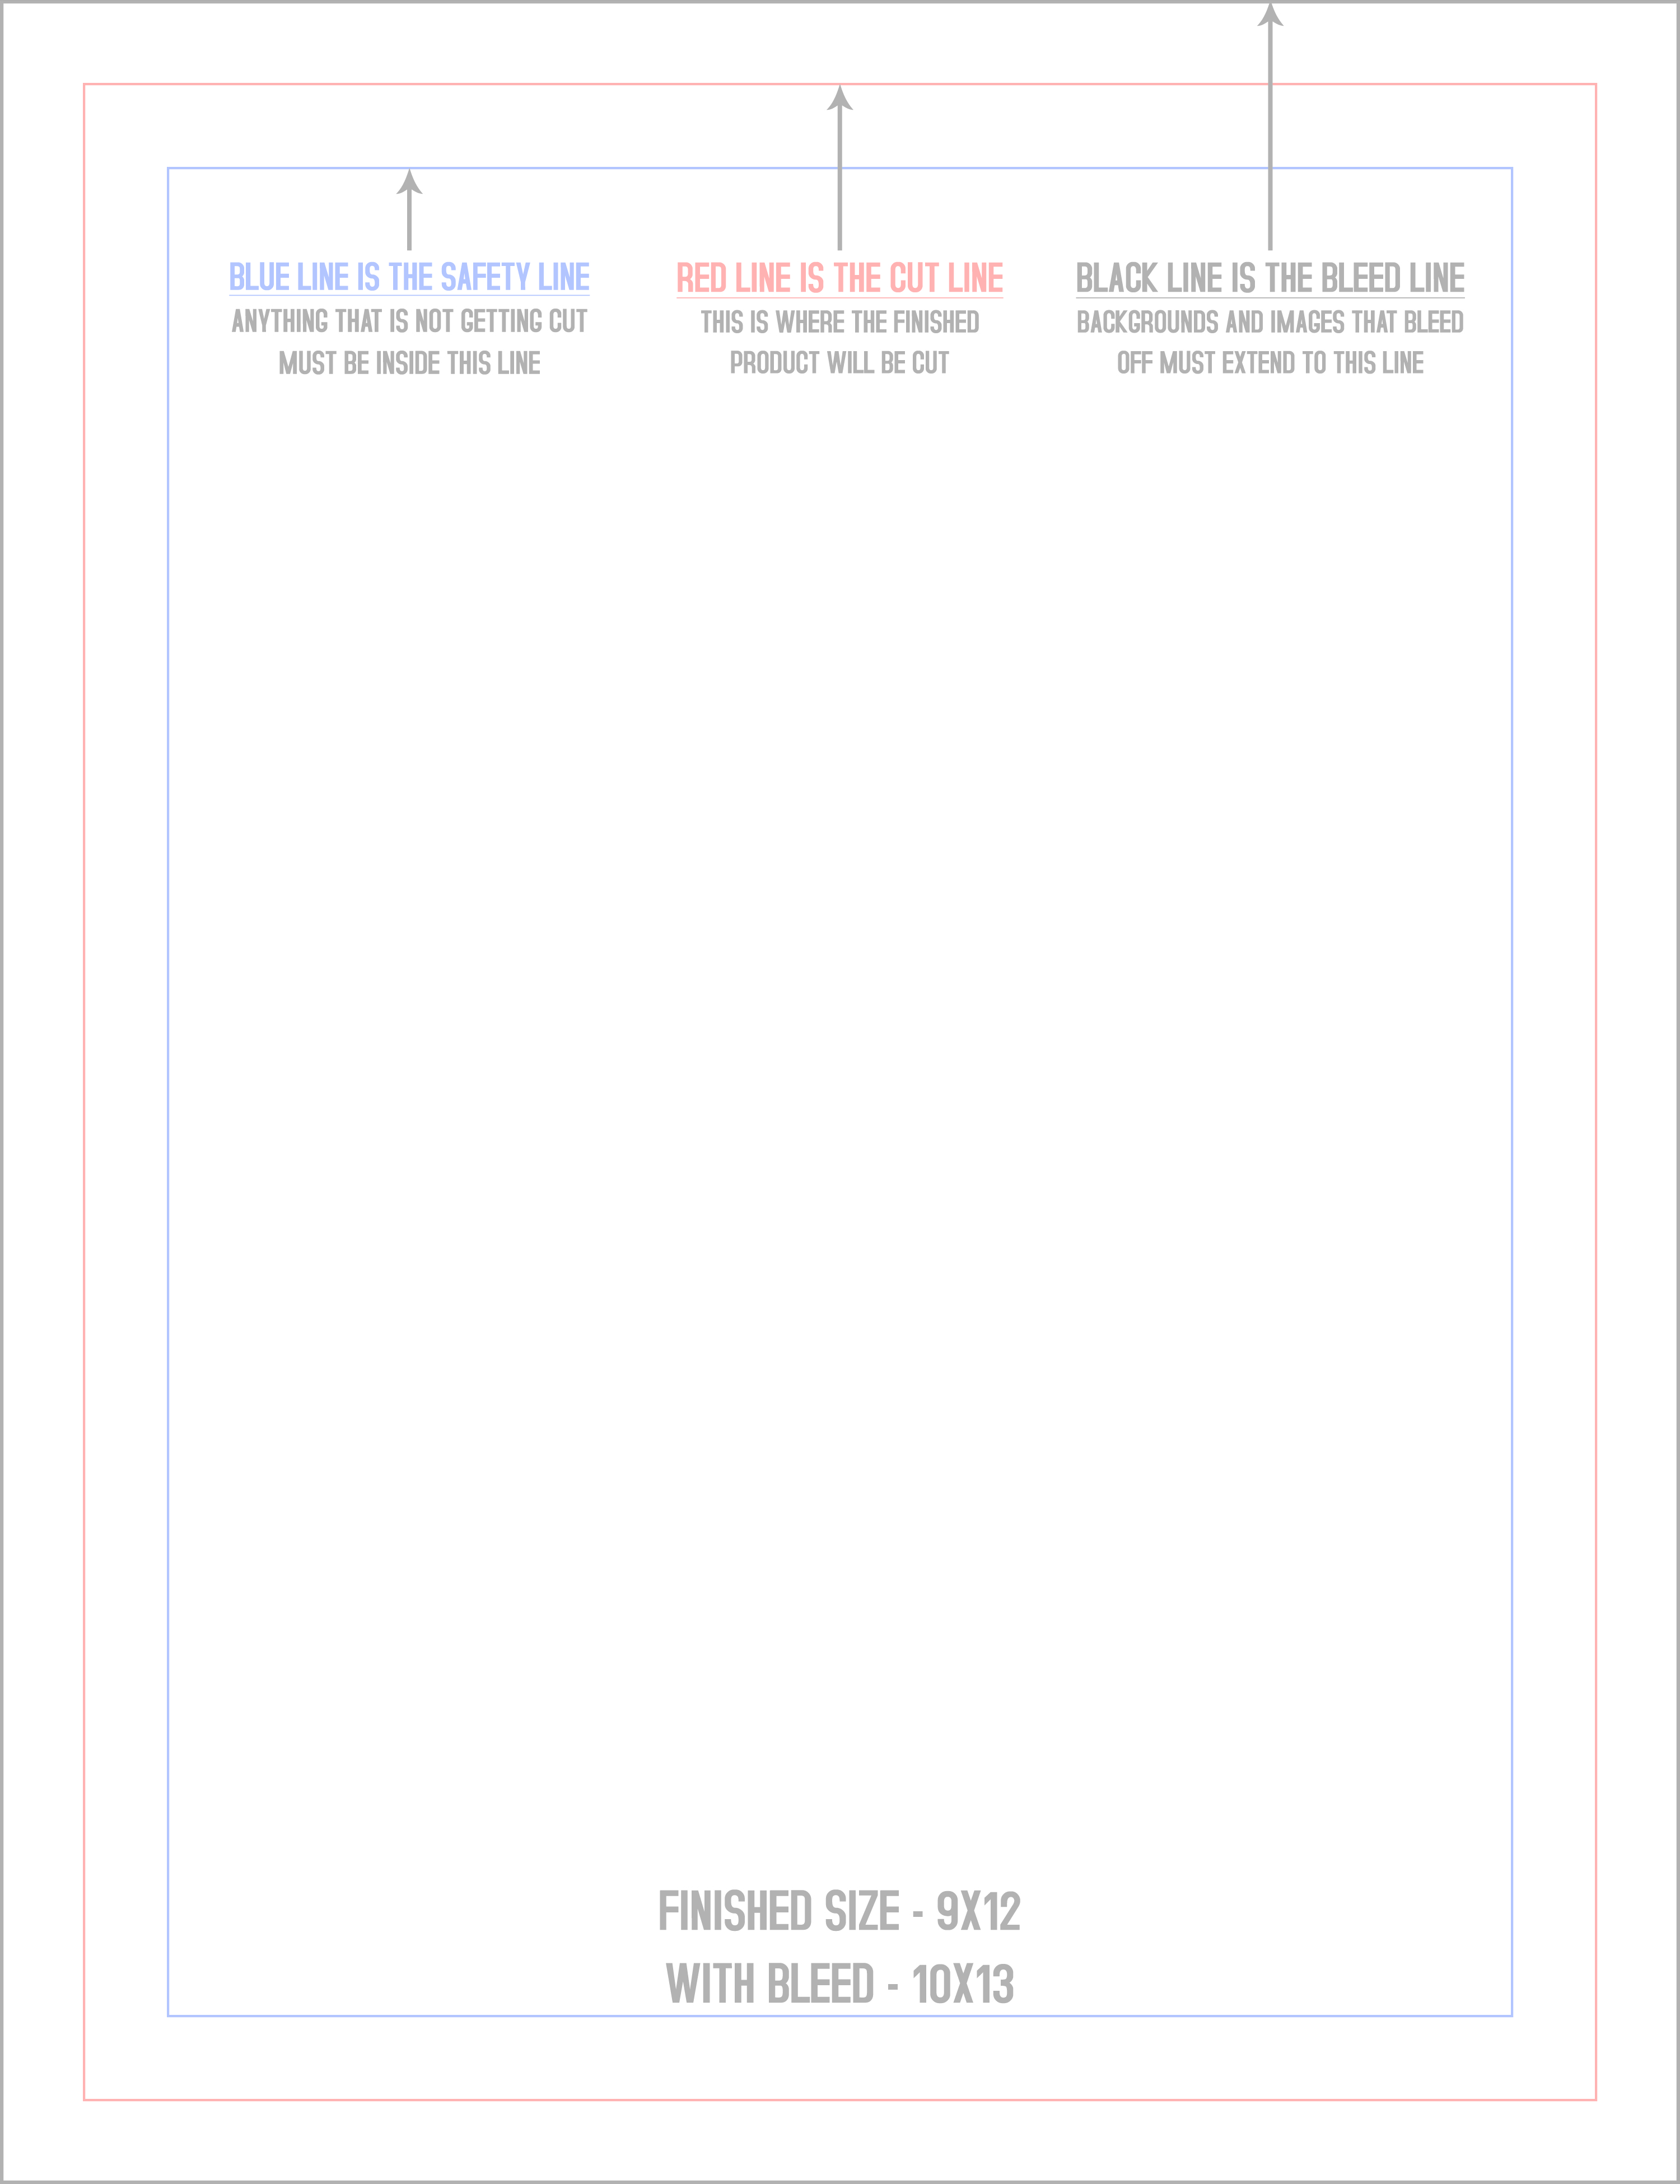 BLUE LINE IS THE SAFETY LINE
ANYTHING THAT IS NOT GETTING CUT
MUST BE INSIDE THIS LINE
RED LINE IS THE CUT LINE
THIS IS WHERE THE FINISHED
PRODUCT WILL BE CUT
BLACK LINE IS THE BLEED LINE
BACKGROUNDS AND IMAGES THAT BLEED
OFF MUST EXTEND TO THIS LINE
FINISHED SIZE - 9X12
WITH BLEED - 10X13